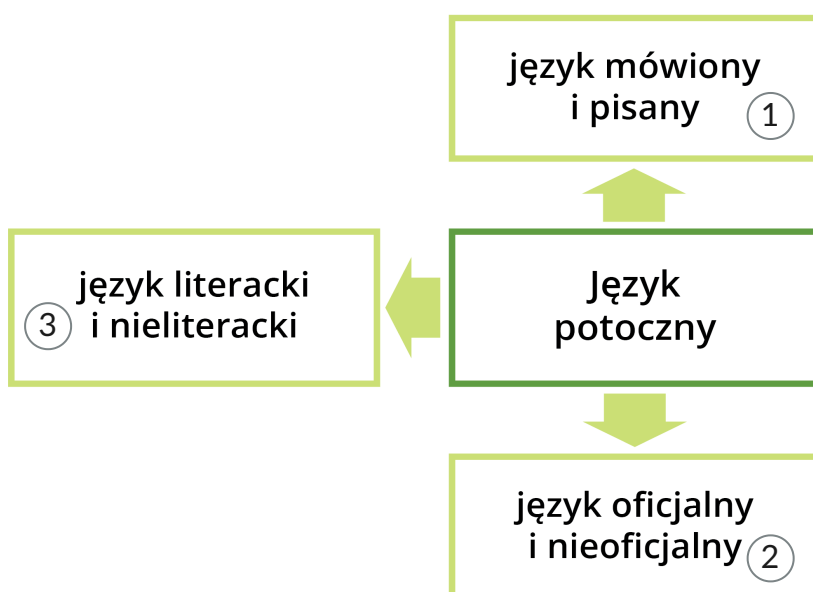 język mówiony
i pisany
1
język literacki
i nieliteracki
3
Język
potoczny
język oficjalny
i nieoficjalny
2